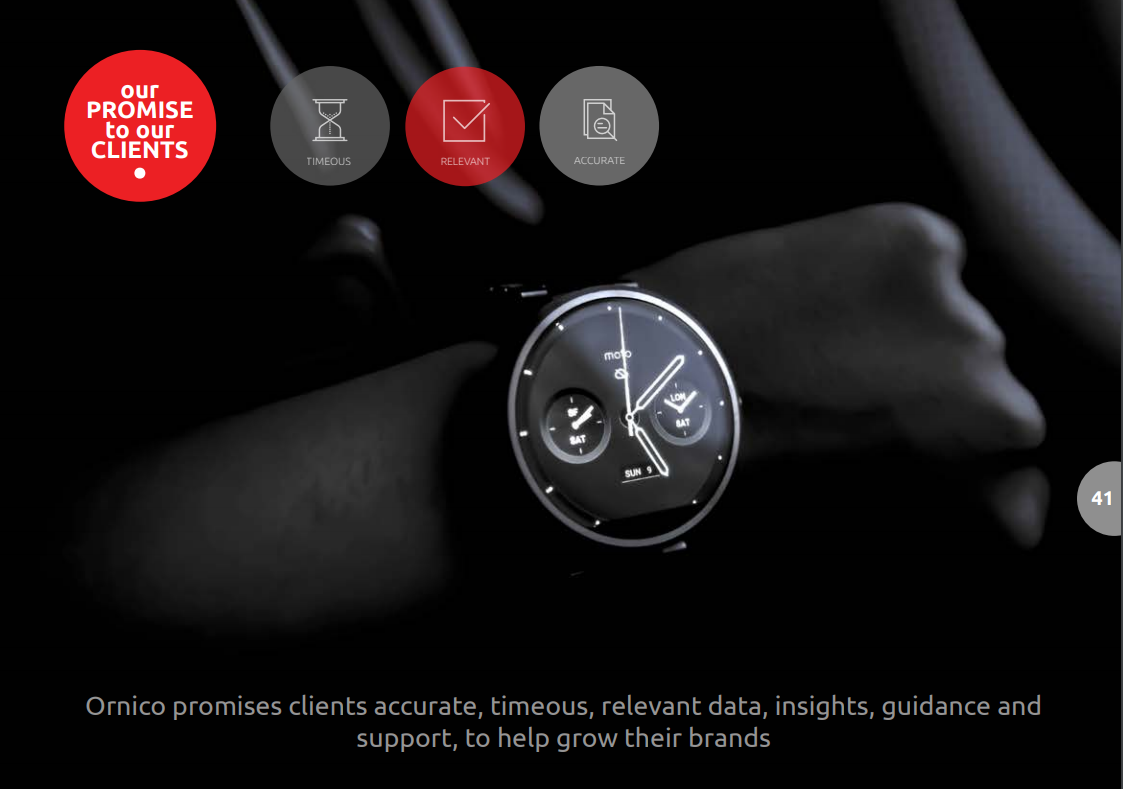 our
PROMISE
to our
CLIENTS
TIMEOUS
RELEVANT
ACCURATE
moto
SF
SAT
LON
SAT
SUN 9
41
Ornico promises clients accurate, timeous, relevant data, insights, guidance and
support, to help grow their brands